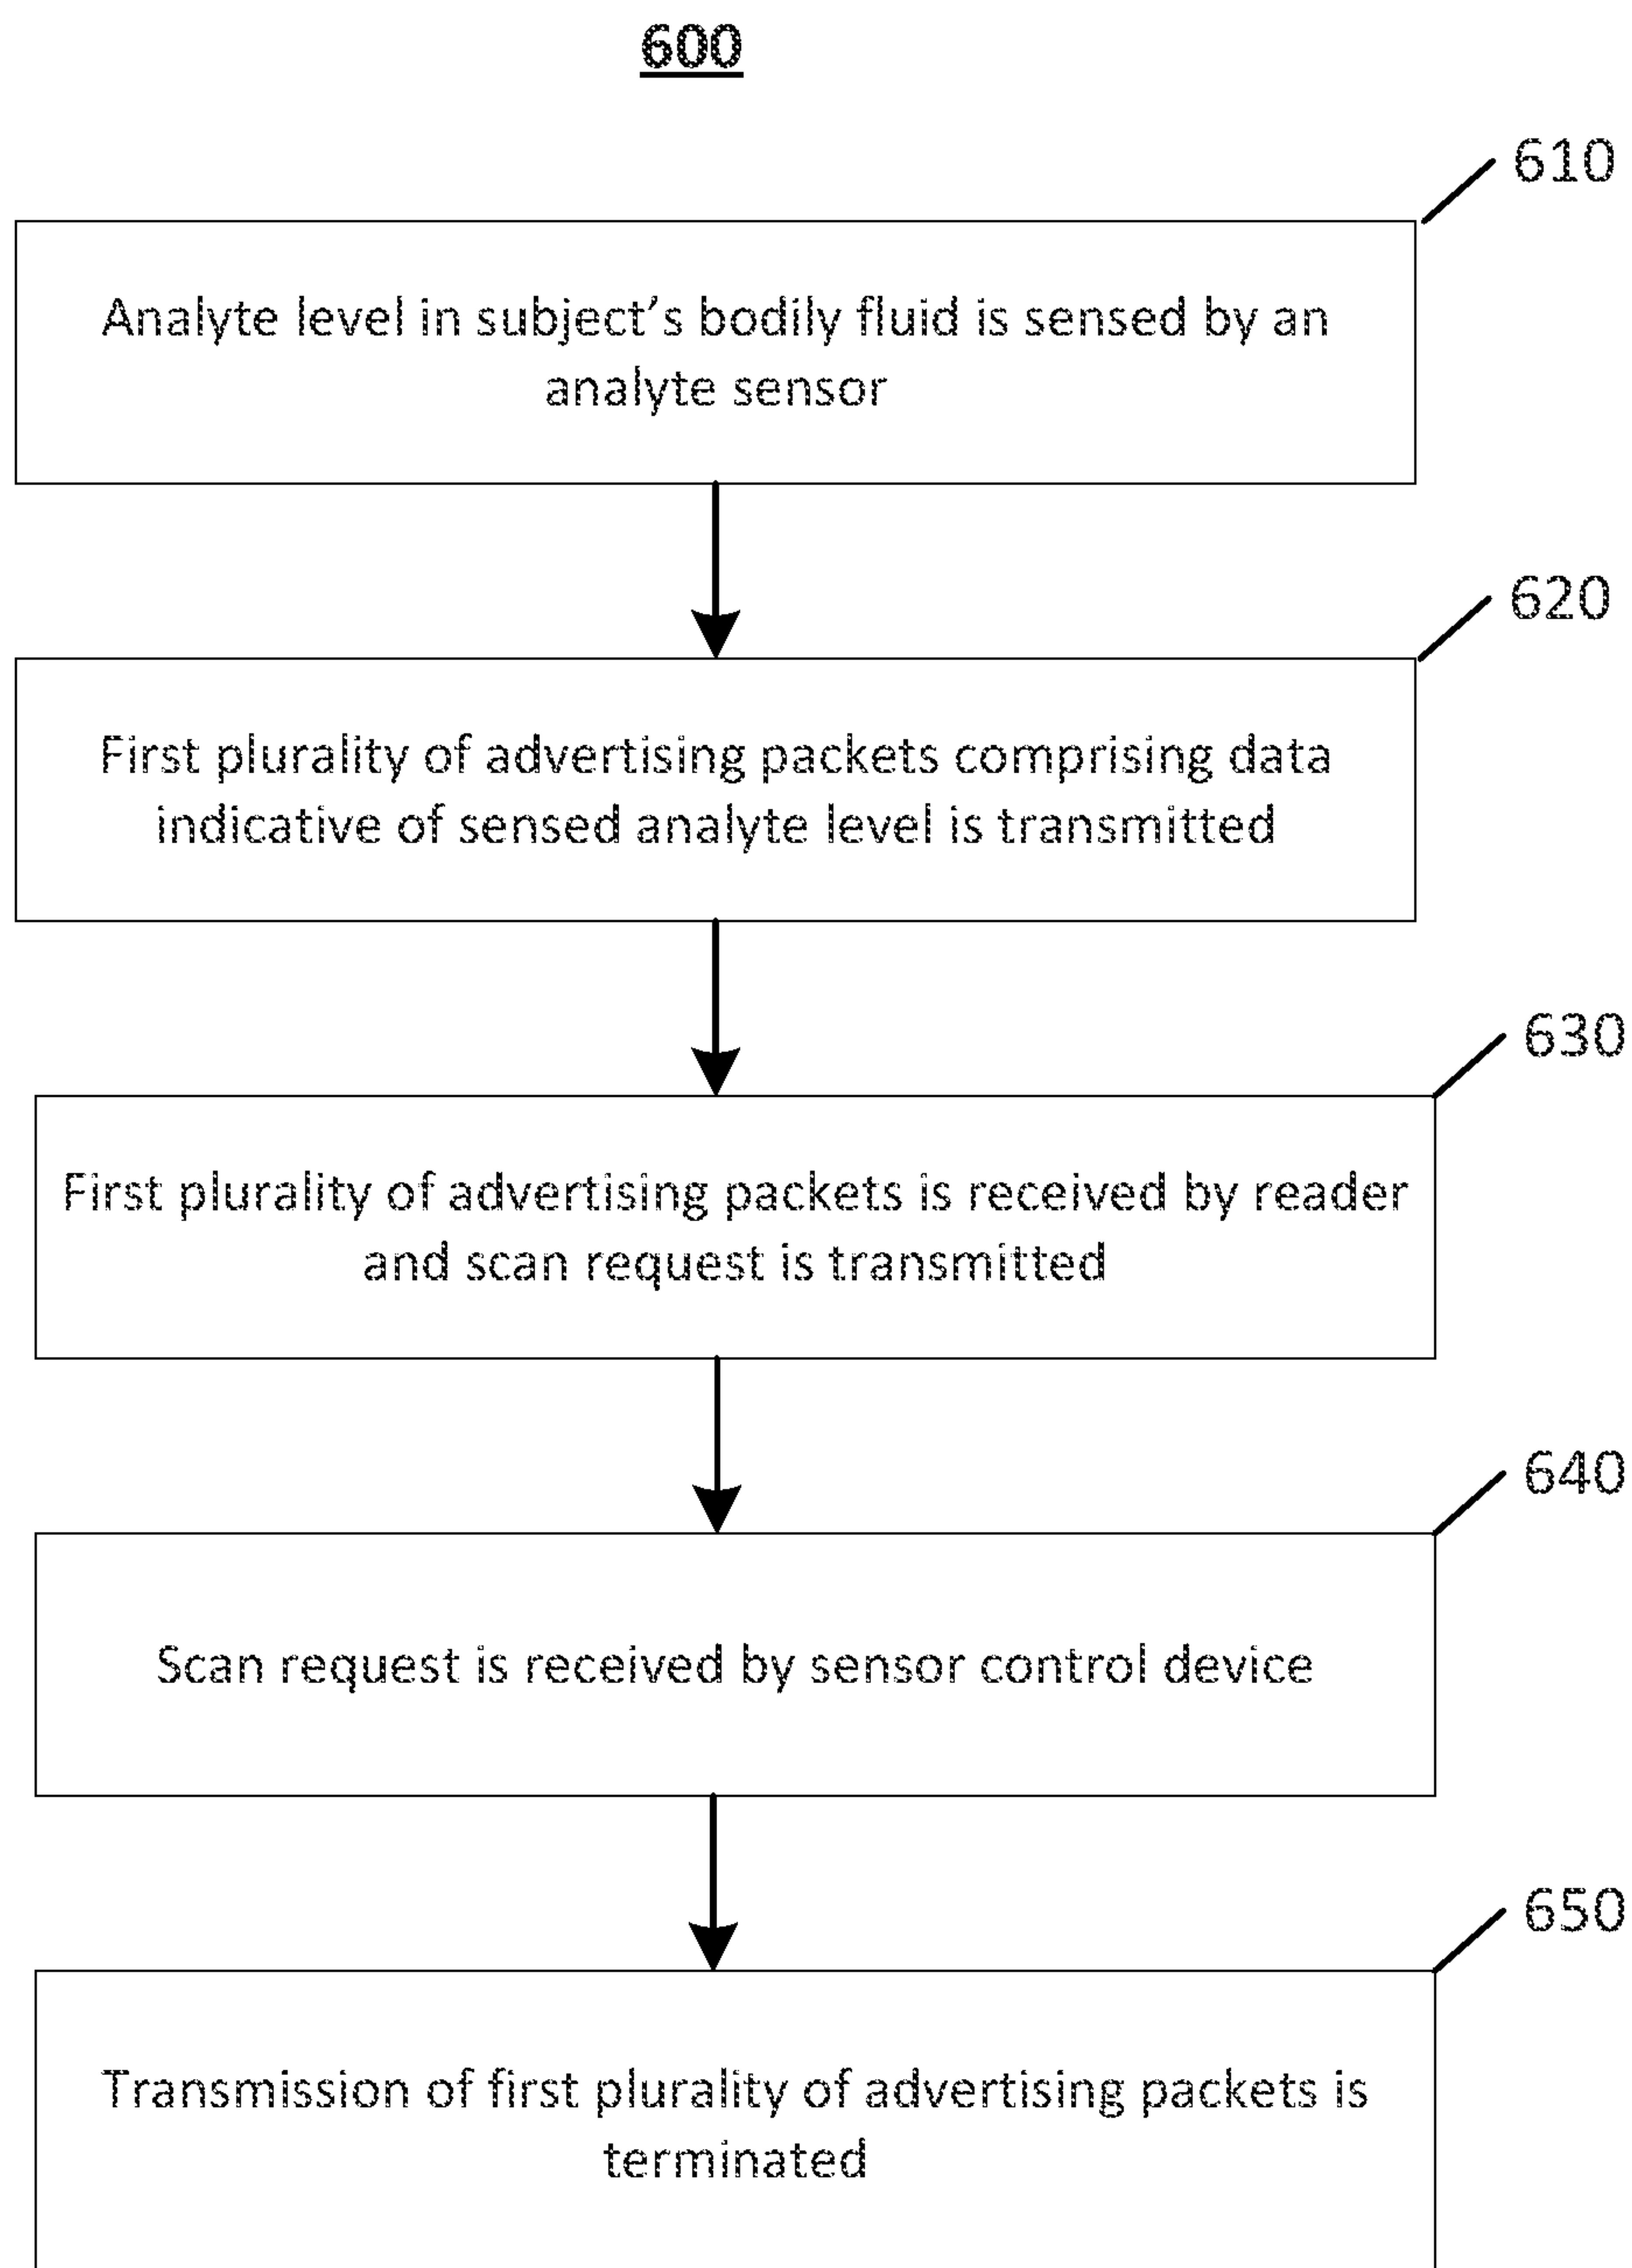 600
610
Analyte level in subject's bodily fluid is sensed by an
analyte sensor
620
First plurality of advertising packets comprising data
indicative of sensed analyte level is transmitted
630
First plurality of advertising packets is received by reader
and scan request is transmitted
640
Scan request is received by sensor control device
650
Transmission of first plurality of advertising packets is
terminated